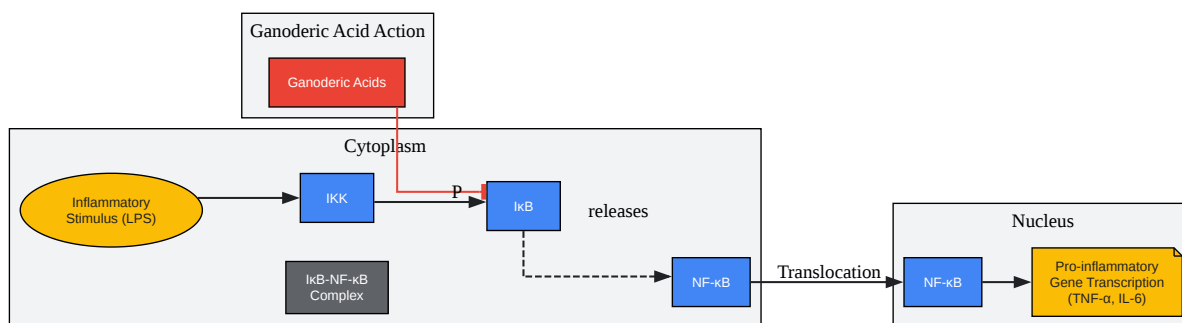 Ganoderic Acid Action
Ganoderic Acids
Cytoplasm
Inflammatory
Stimulus (LPS)
IKK
P
IκB
releases
IκB-NF-κB
Complex
NF-κB
Translocation
Nucleus
NF-κB
Pro-inflammatory
Gene Transcription
(TNF-α, IL-6)